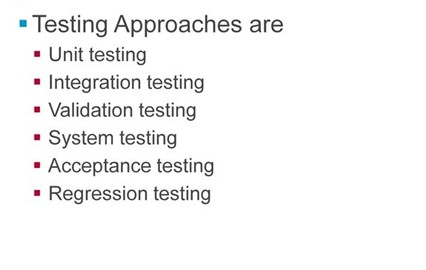 Testing Approaches are
Unit testing
Integration testing
Validation testing
System testing
Acceptance testing
Regression testing